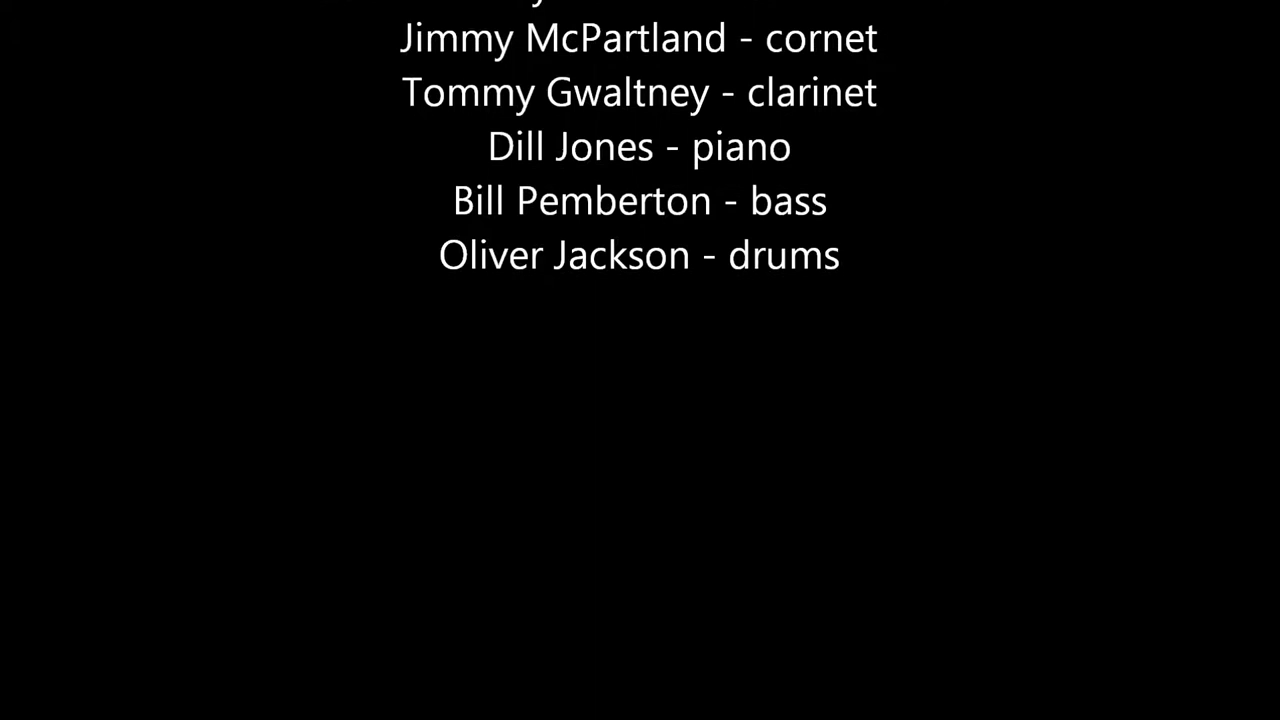 Jimmy McPartland - cornet
Tommy Gwaltney - clarinet
Dill Jones - piano
Bill Pemberton - bass
Oliver Jackson - drums